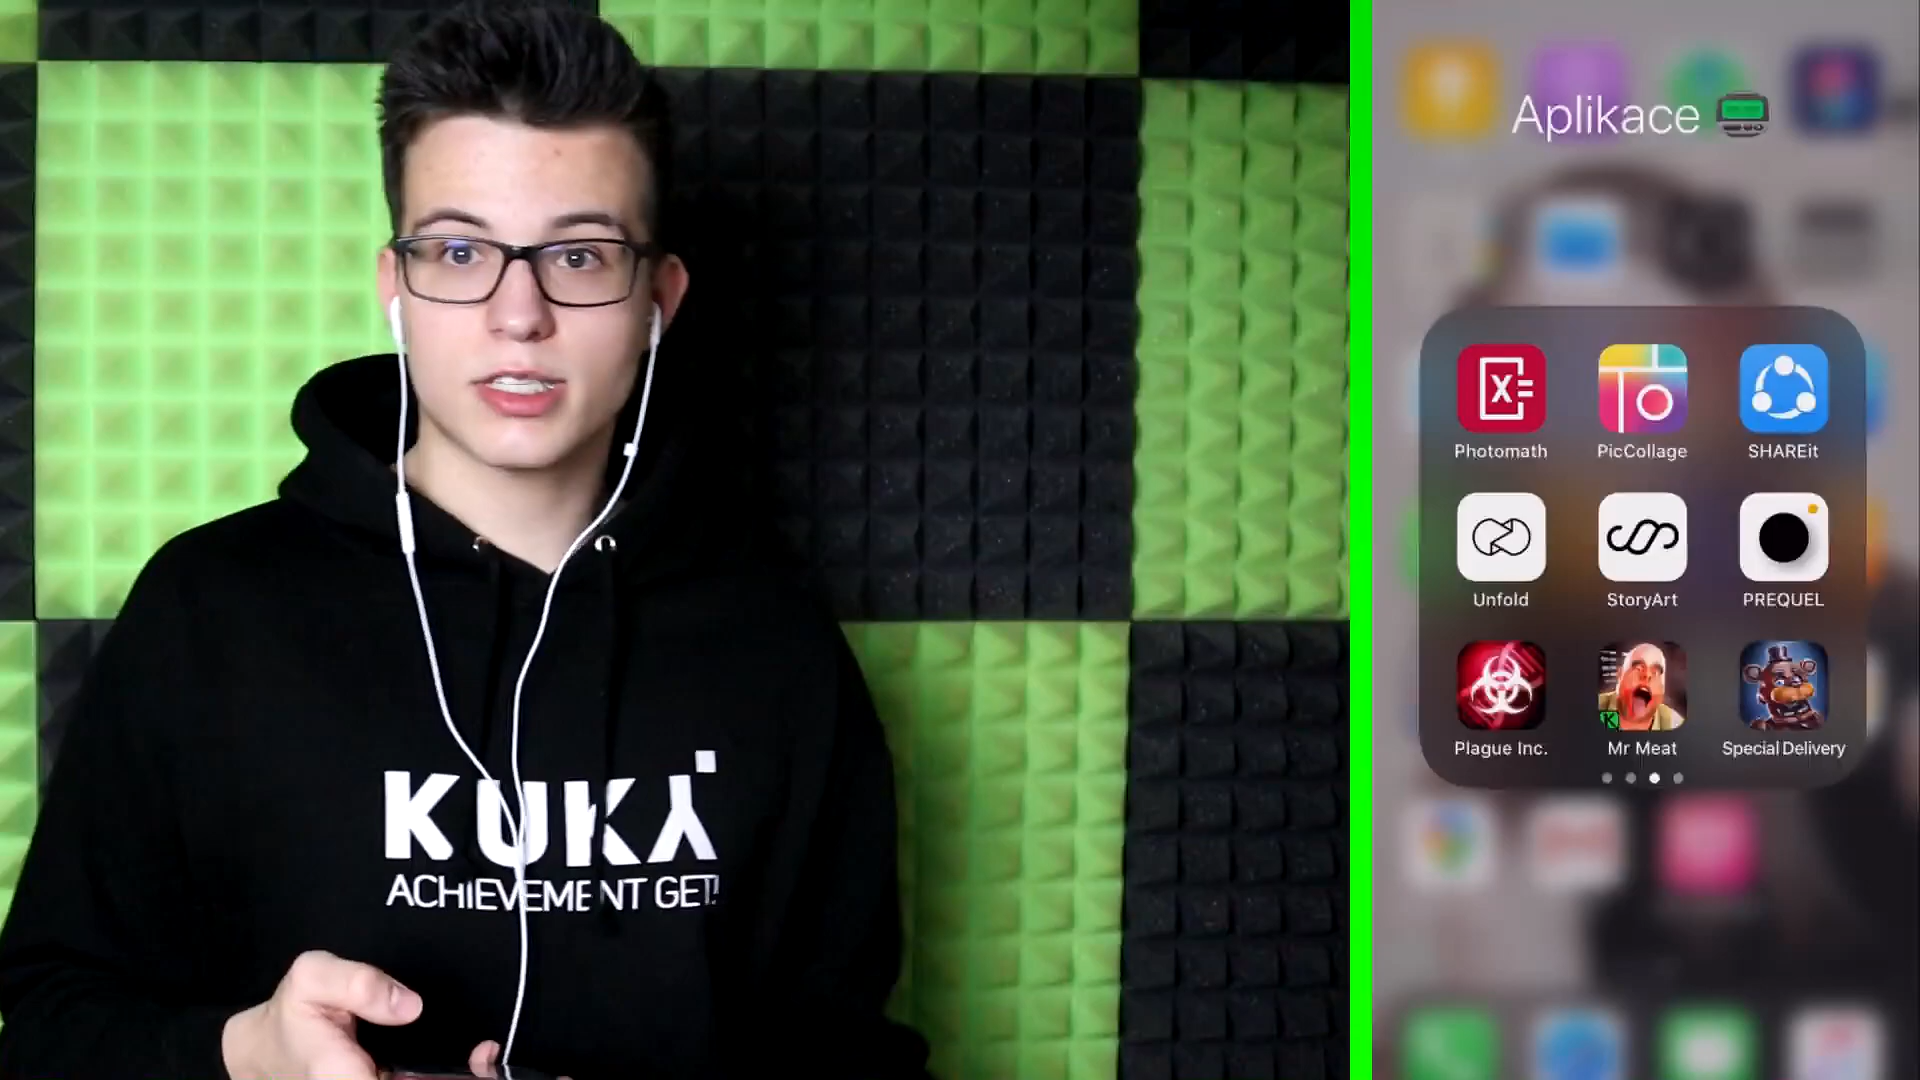 KUKY
ACHIEVEMENT GET!
Aplikace
Photomath
PicCollage
SHAREit
Unfold
StoryArt
PREQUEL
Plague Inc.
Mr Meat
Special Delivery